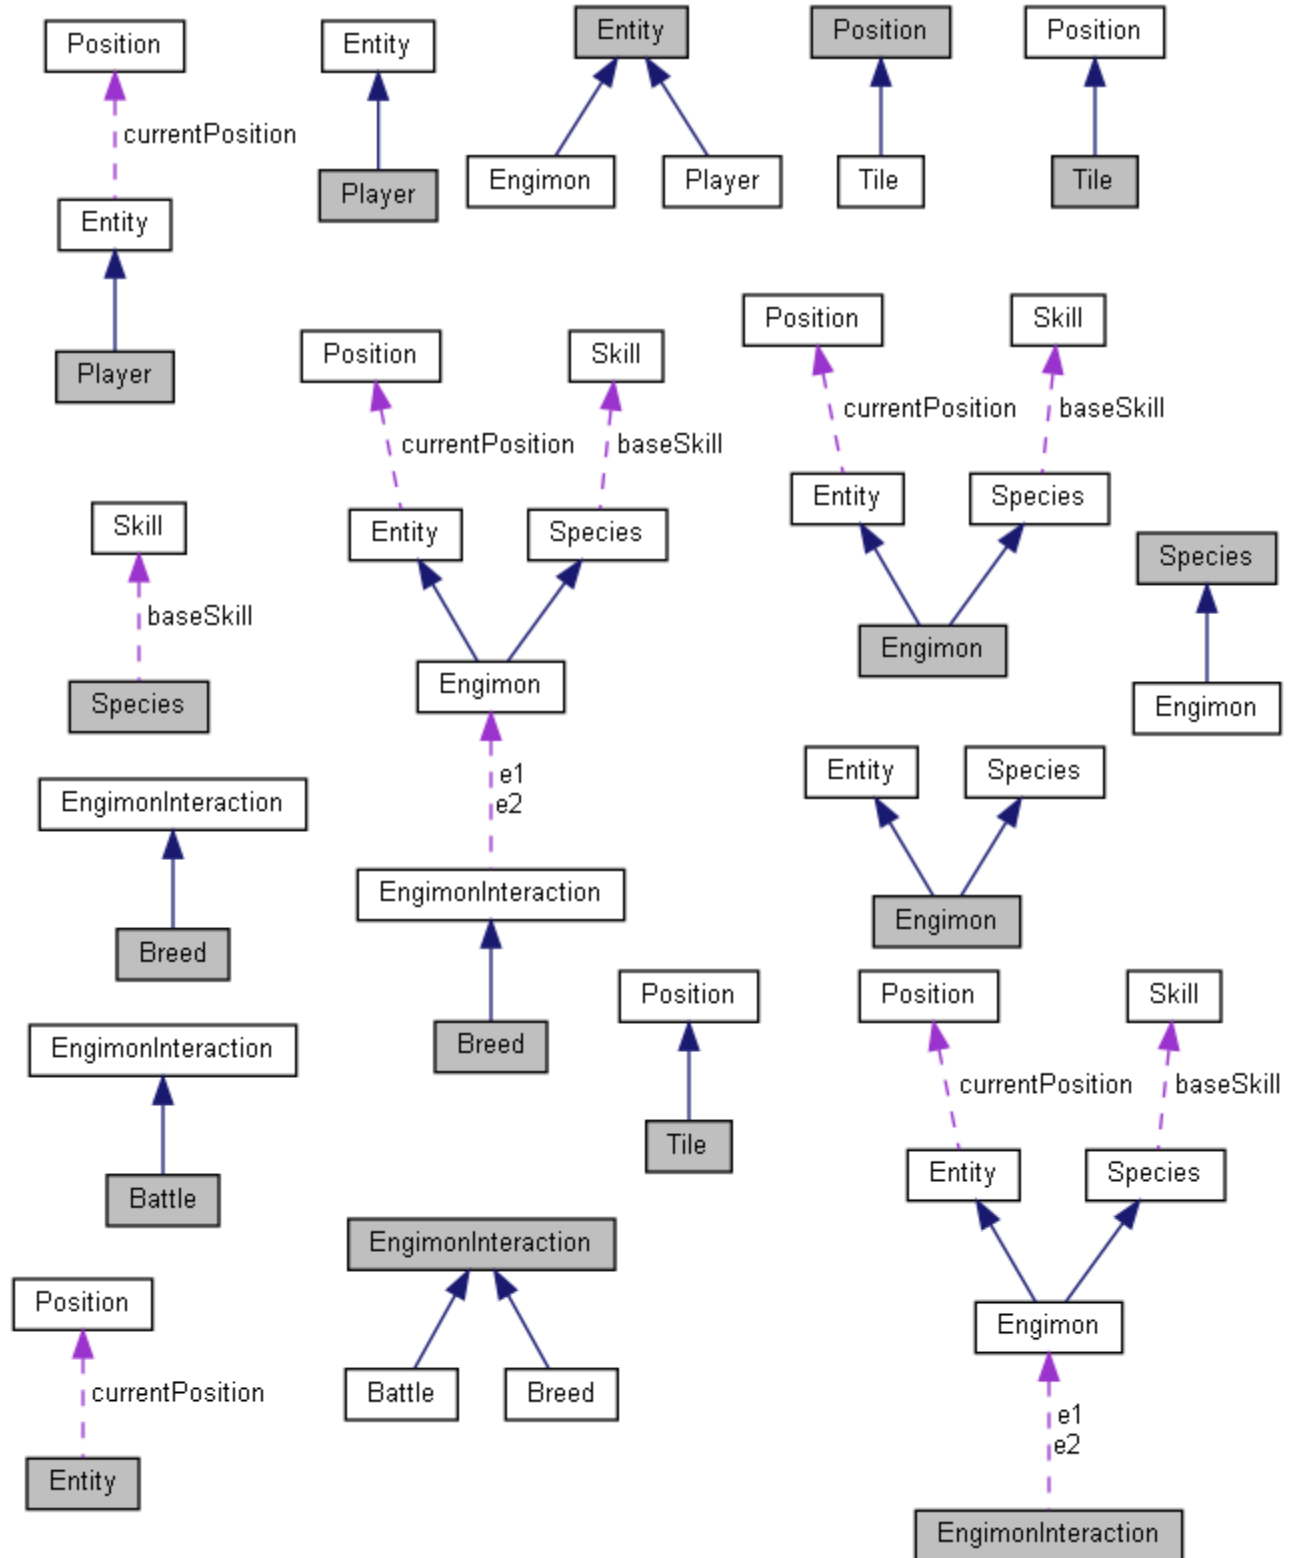 Position
currentPosition
Entity
Player
Entity
Player
Entity
Engimon
Player
Position
Tile
Position
Tile
Position
Skill
currentPosition
baseSkill
Entity
Species
Engimon
e1
e2
EngimonInteraction
Breed
Position
Skill
currentPosition
baseSkill
Entity
Species
Engimon
Species
Engimon
Skill
baseSkill
Species
Entity
Species
Engimon
EngimonInteraction
Breed
EngimonInteraction
Battle
Position
Tile
Position
Skill
currentPosition
baseSkill
Entity
Species
Engimon
e1
e2
EngimonInteraction
EngimonInteraction
Battle
Breed
Position
currentPosition
Entity